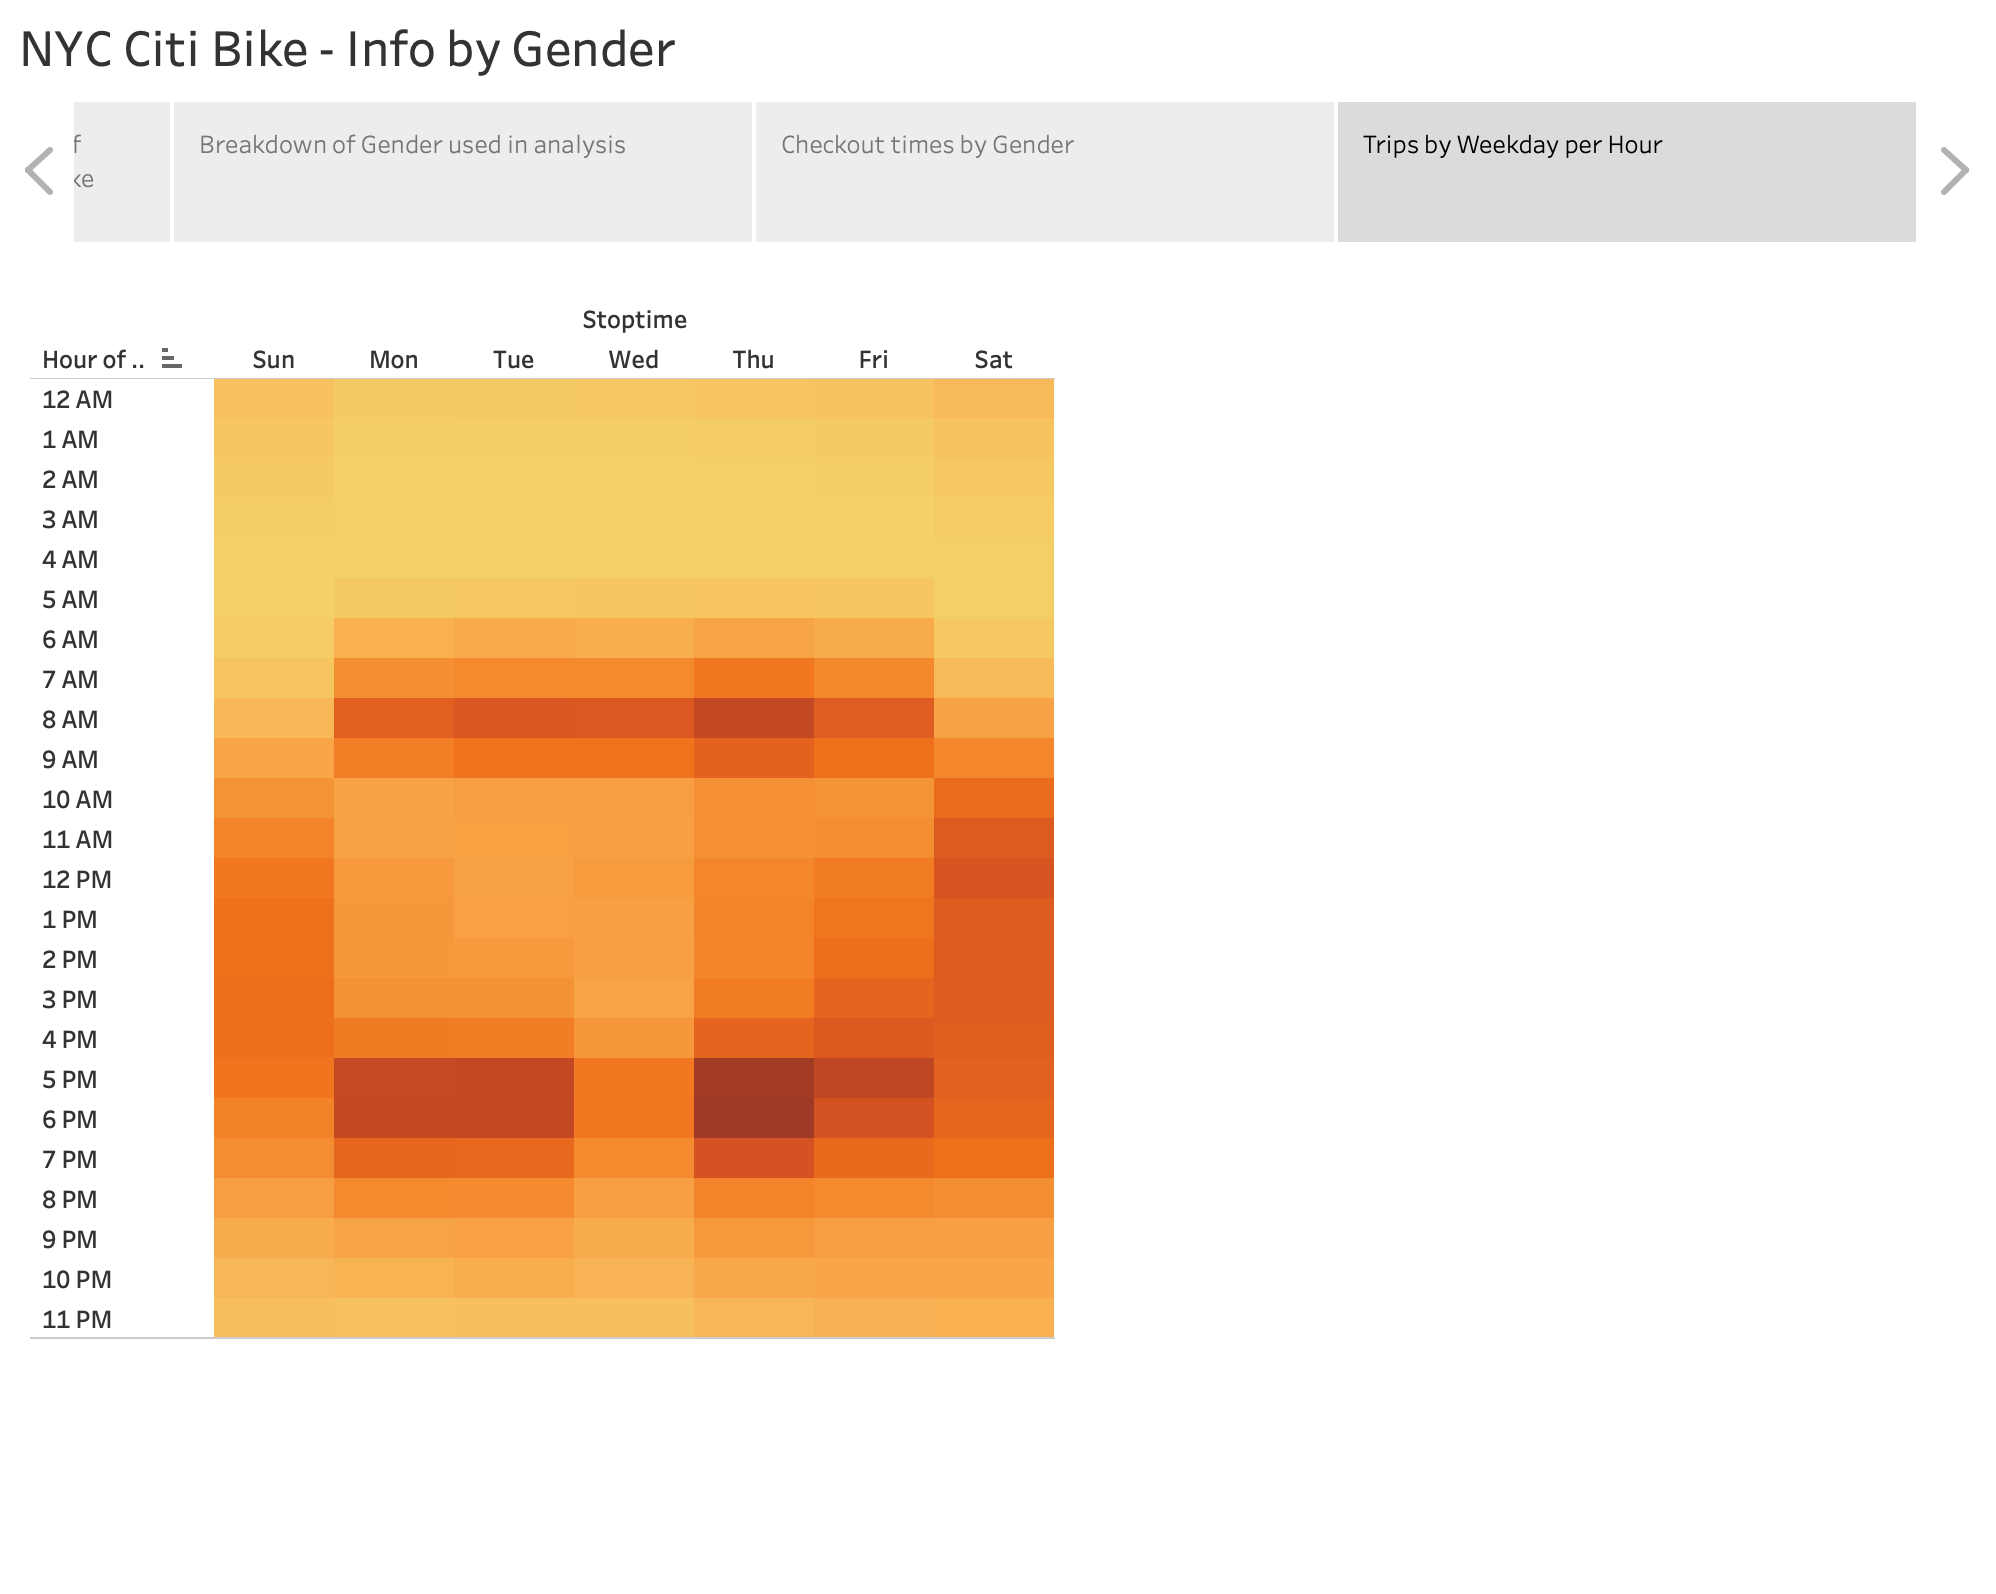 NYC Citi Bike - Info by Gender
Breakdown of Gender used in analysis
Checkout times by Gender
Trips by Weekday per Hour
Stoptime
Hour of .. Sun Mon Tue Wed Thu Fri Sat
12 AM
1 AM
2 AM
3 AM
4 AM
5 AM
6 AM
7 AM
8 AM
9 AM
10 AM
11 AM
12 PM
1 PM
2 PM
3 PM
4 PM
5 PM
6 PM
7 PM
8 PM
9 PM
10 PM
11 PM